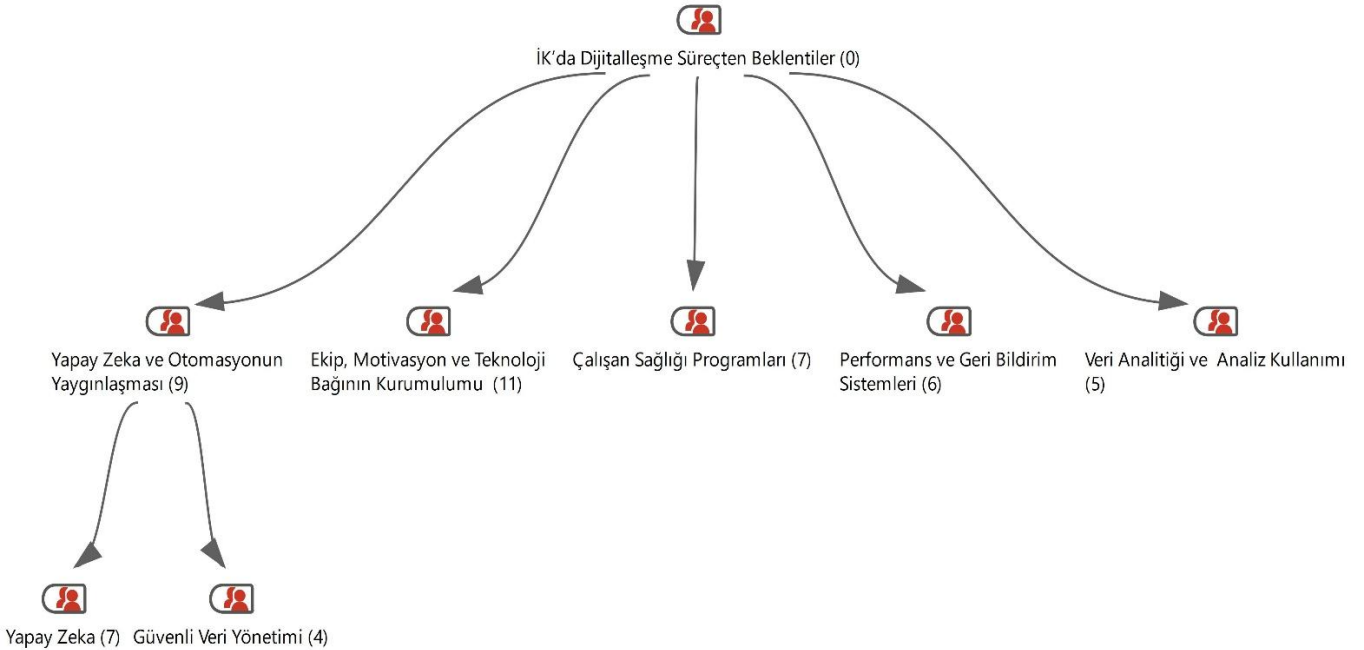 İK'da Dijitalleşme Süreçten Beklentiler (0)
Yapay Zeka ve Otomasyonun
Yaygınlaşması (9)
Ekip, Motivasyon ve Teknoloji
Bağının Kurumulumu (11)
Çalışan Sağlığı Programları (7)
Performans ve Geri Bildirim
Sistemleri (6)
Veri Analitiği ve Analiz Kullanımı
(5)
Yapay Zeka (7)
Güvenli Veri Yönetimi (4)